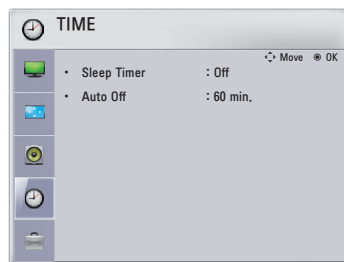 TIME
Move OK
• Sleep Timer : Off
• Auto Off : 60 min.